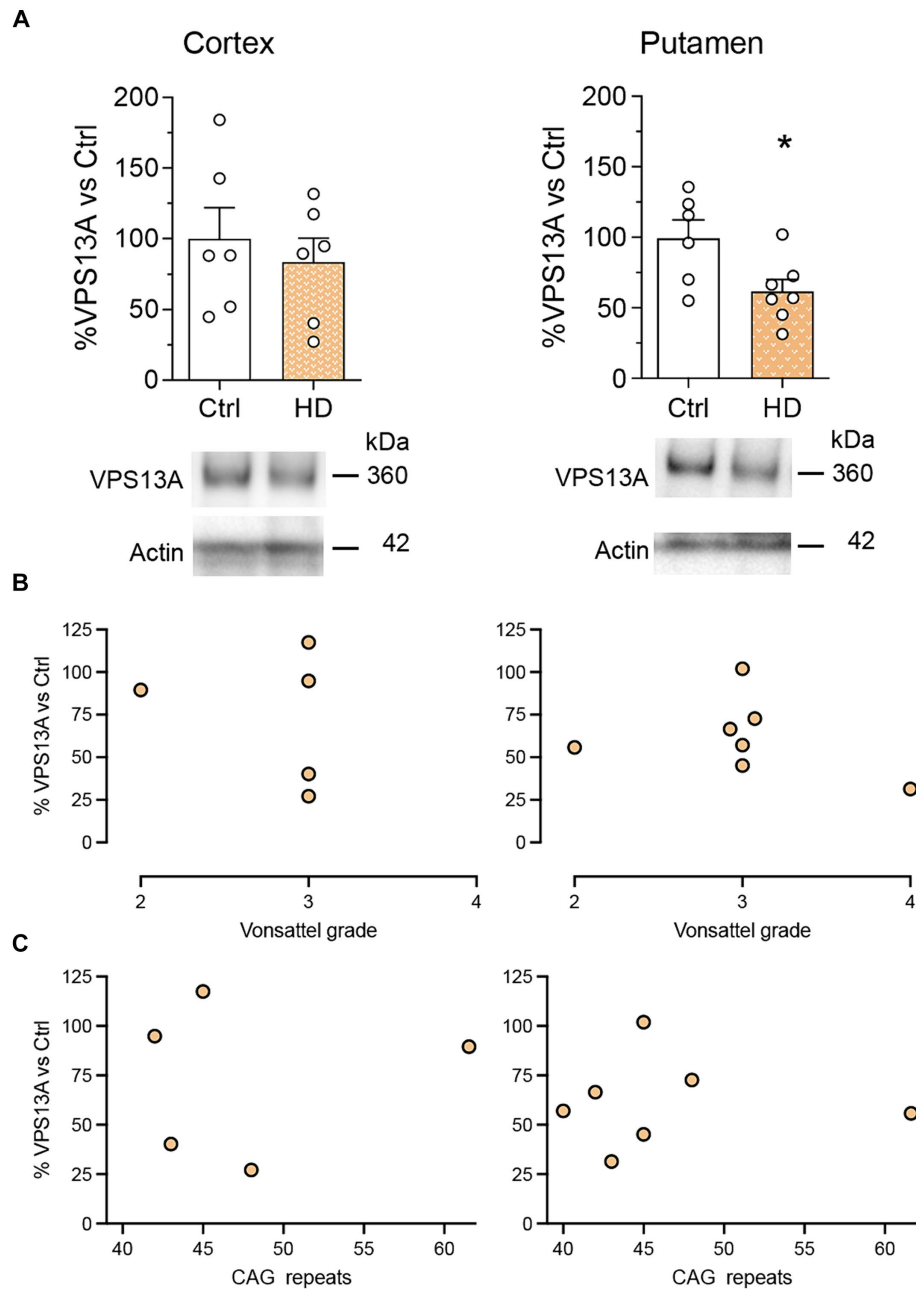 A
Cortex
Putamen
%VPS13A vs Ctrl
200
150
100
50
0
Ctrl HD
%VPS13A vs Ctrl
200
150
100
50
0
*
Ctrl HD
kDa
VPS13A 360
Actin 42
kDa
VPS13A 360
Actin 42
B
% VPS13A vs Ctrl
125
100
75
50
25
0
2 3 4
Vonsattel grade
125
100
75
50
25
0
2 3 4
Vonsattel grade
C
% VPS13A vs Ctrl
125
100
75
50
25
0
40 45 50 55 60
CAG repeats
125
100
75
50
25
0
40 45 50 55 60
CAG repeats